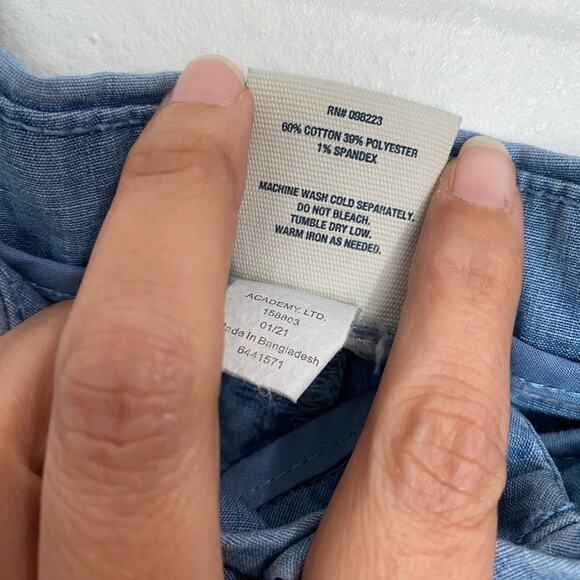 RN# 098223
60% COTTON 39% POLYESTER
1% SPANDEX
MACHINE WASH COLD SEPARATELY.
DO NOT BLEACH.
TUMBLE DRY LOW.
WARM IRON AS NEEDED.
ACADEMY, LTD.
158803
01/21
Made In Bangladesh
6441571